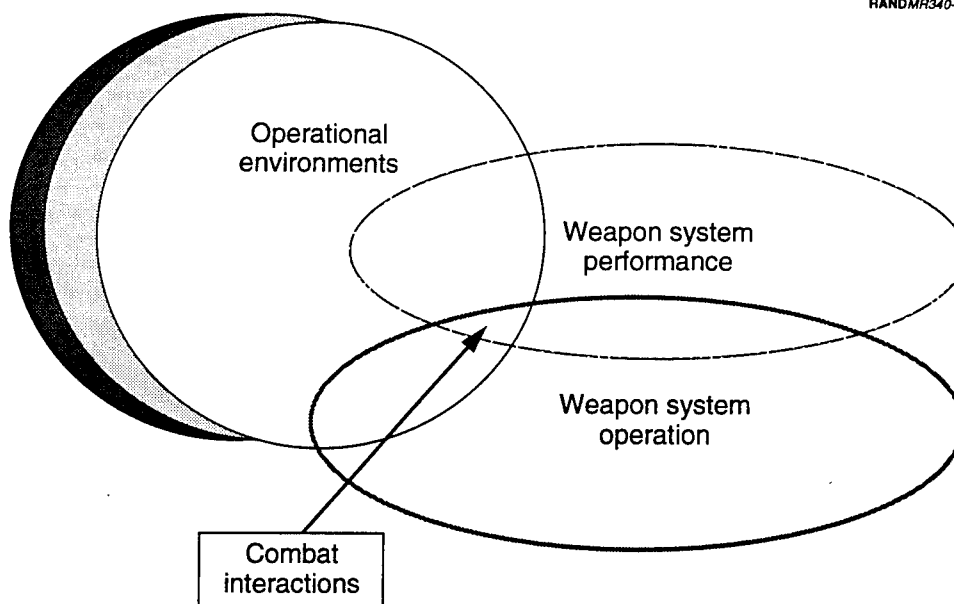 RANDMR340-
Operational
environments
Weapon system
performance
Weapon system
operation
Combat
interactions